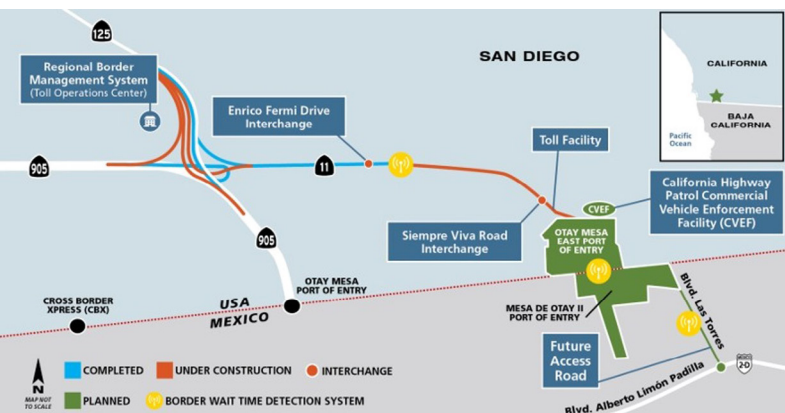 125
SAN DIEGO
CALIFORNIA
BAJA
CALIFORNIA
Pacific
Ocean
Regional Border
Management System
(Toll Operations Center)
Enrico Fermi Drive
Interchange
Toll Facility
905
11
California Highway
Patrol Commercial
Vehicle Enforcement
Facility (CVEF)
CVEF
Siempre Viva Road
Interchange
OTAY MESA
EAST PORT
OF ENTRY
905
OTAY MESA
PORT OF ENTRY
CROSS BORDER
XPRESS (CBX)
USA
MEXICO
MESA DE OTAY II
PORT OF ENTRY
Blvd. Las Torres
Future
Access
Road
2-D
Blvd. Alberto Limón Padilla
N
MAP NOT
TO SCALE
COMPLETED
UNDER CONSTRUCTION
INTERCHANGE
PLANNED
BORDER WAIT TIME DETECTION SYSTEM